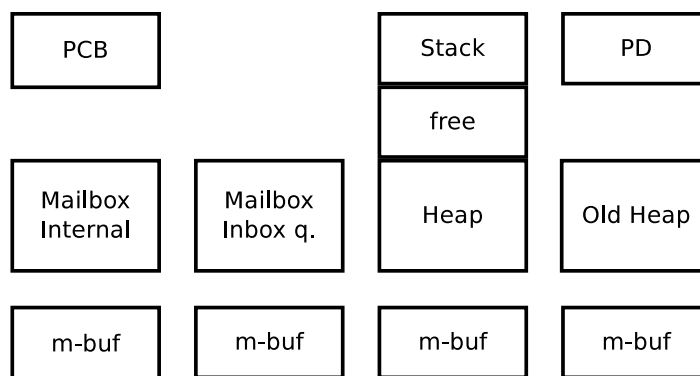 PCB
Stack
PD
free
Mailbox
Internal
Mailbox
Inbox q.
Heap
Old Heap
m-buf
m-buf
m-buf
m-buf